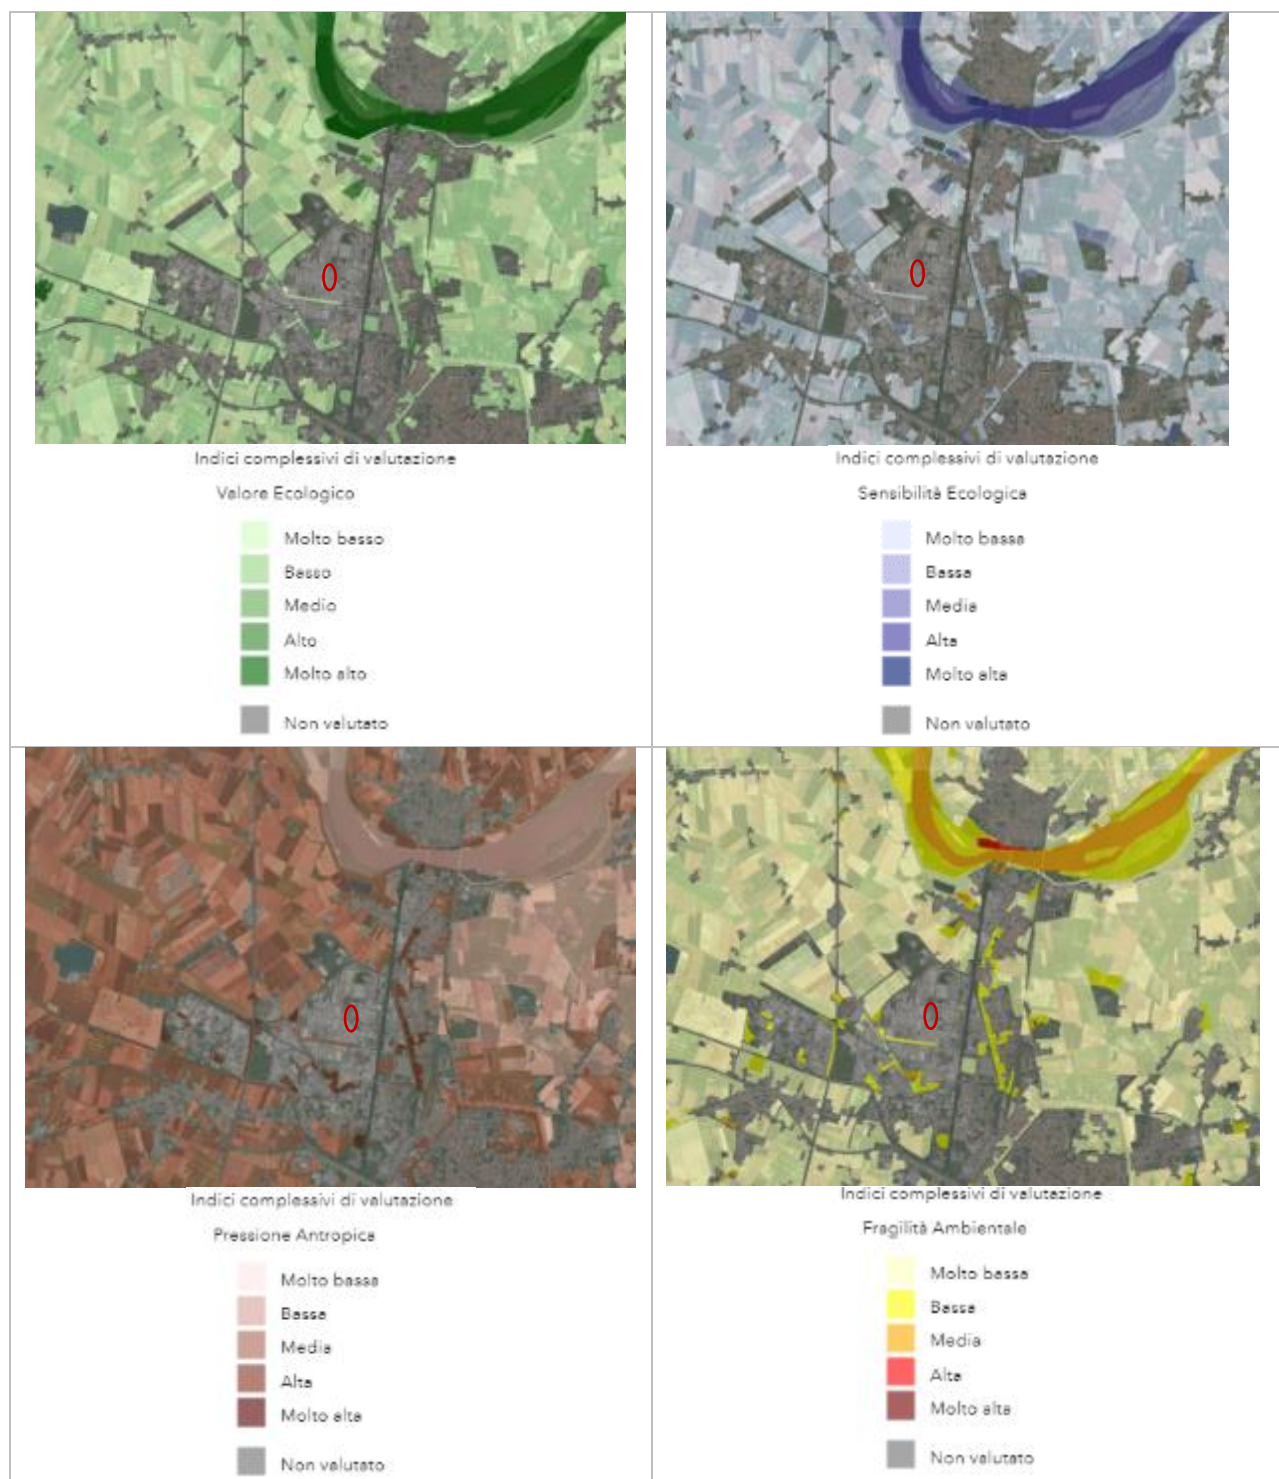 Indici complessivi di valutazione
Valore Ecologico
Molto basso
Basso
Medio
Alto
Molto alto
Non valutato
Indici complessivi di valutazione
Sensibilità Ecologica
Molto bassa
Bassa
Media
Alta
Molto alta
Non valutato
Indici complessivi di valutazione
Pressione Antropica
Molto bassa
Bassa
Media
Alta
Molto alta
Non valutato
Indici complessivi di valutazione
Fragilità Ambientale
Molto bassa
Bassa
Media
Alta
Molto alta
Non valutato